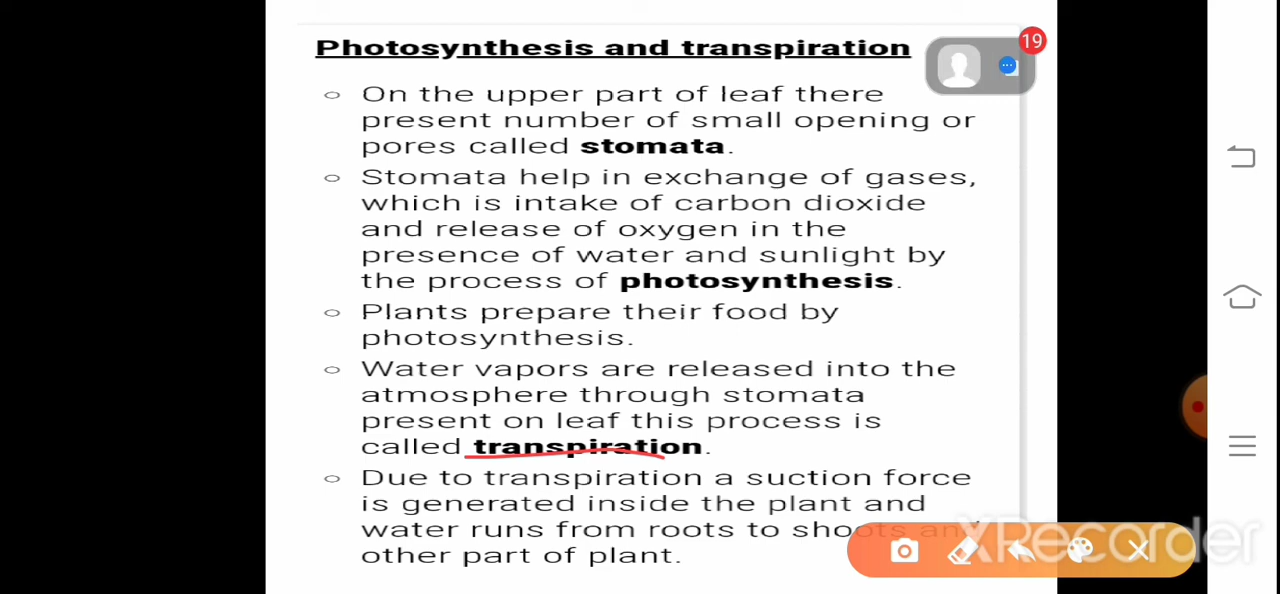 Photosynthesis and transpiration
19
On the upper part of leaf there
present number of small opening or
pores called stomata.
Stomata help in exchange of gases,
which is intake of carbon dioxide
and release of oxygen in the
presence of water and sunlight by
the process of photosynthesis.
Plants prepare their food by
photosynthesis.
Water vapors are released into the
atmosphere through stomata
present on leaf this process is
called transpiration.
Due to transpiration a suction force
is generated inside the plant and
water runs from roots to shoots and
other part of plant.
XRecorder